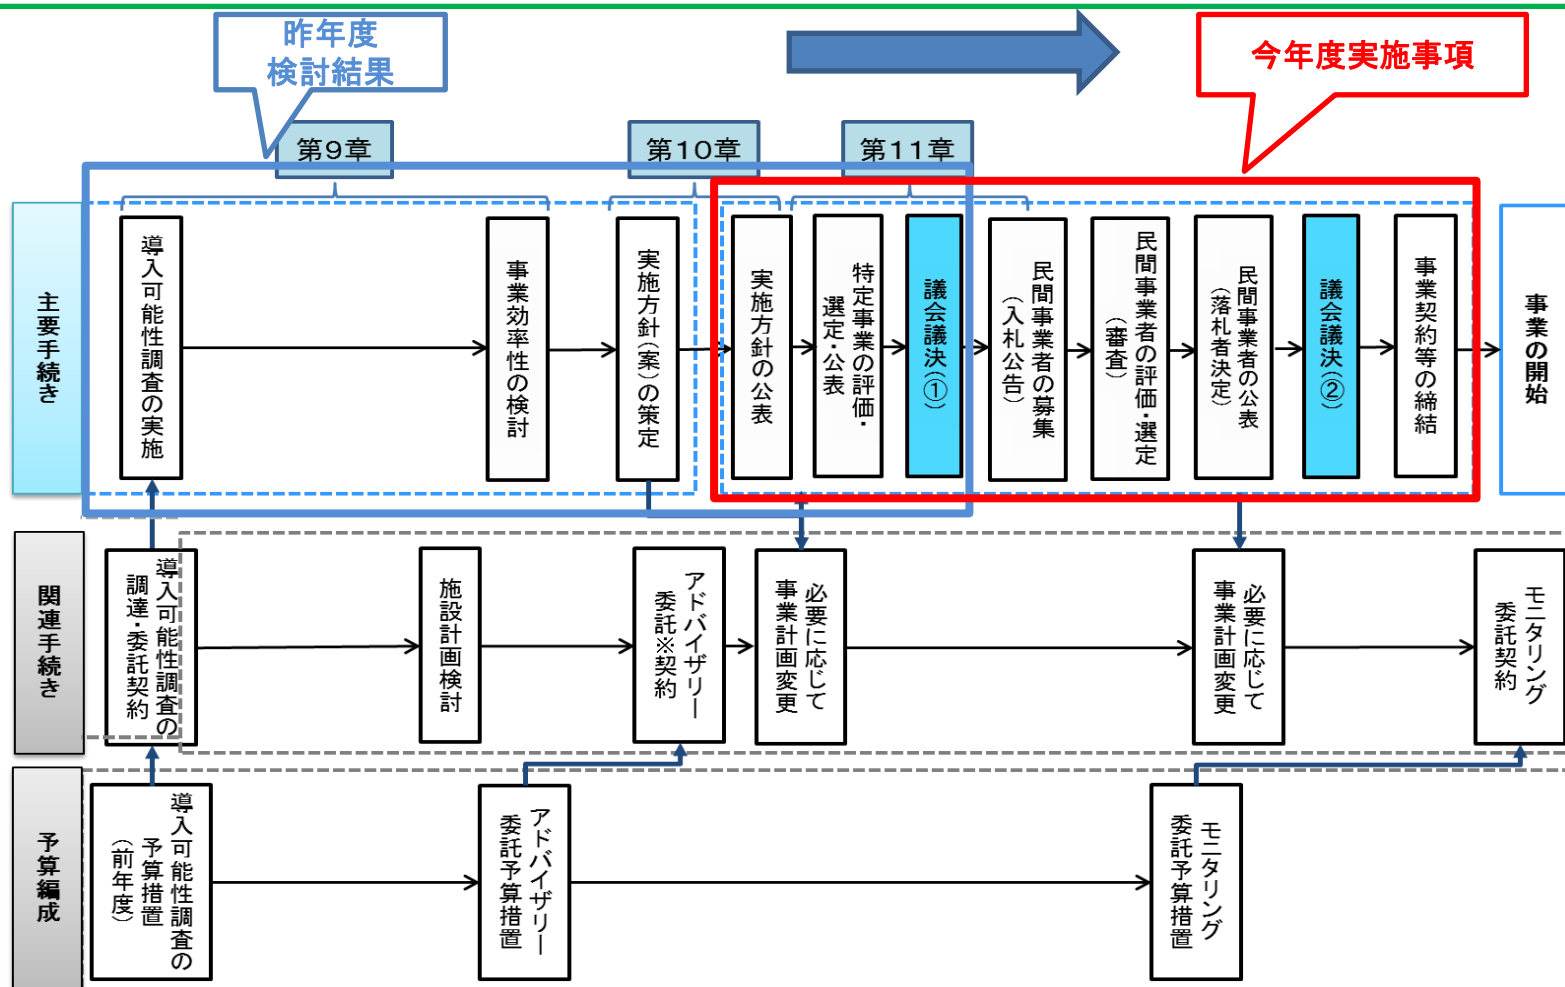 昨年度
検討結果
今年度実施事項
第9章
第10章
第11章
主要手続き
導入可能性調査の実施
事業効率性の検討
実施方針(案)の策定
実施方針の公表
特定事業の評価・
選定・公表
議会議決(①)
民間事業者の募集
(入札公告)
民間事業者の評価・選定
(審査)
民間事業者の公表
(落札者決定)
議会議決(②)
事業契約等の締結
事業の開始
関連手続き
導入可能性調査の
調達・委託契約
施設計画検討
アドバイザリー
委託※契約
必要に応じて
事業計画変更
必要に応じて
事業計画変更
モニタリング
委託契約
予算編成
導入可能性調査の
予算措置
(前年度)
アドバイザリー
委託予算措置
モニタリング
委託予算措置